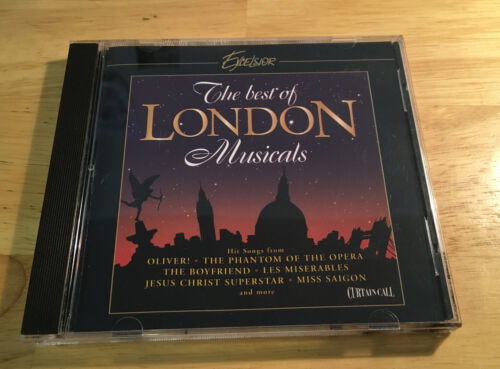 EXCELSIOR
The best of
LONDON
Musicals
Hit Songs from
OLIVER! · THE PHANTOM OF THE OPERA
THE BOYFRIEND · LES MISERABLES
JESUS CHRIST SUPERSTAR · MISS SAIGON
and more
CURTAIN CALL